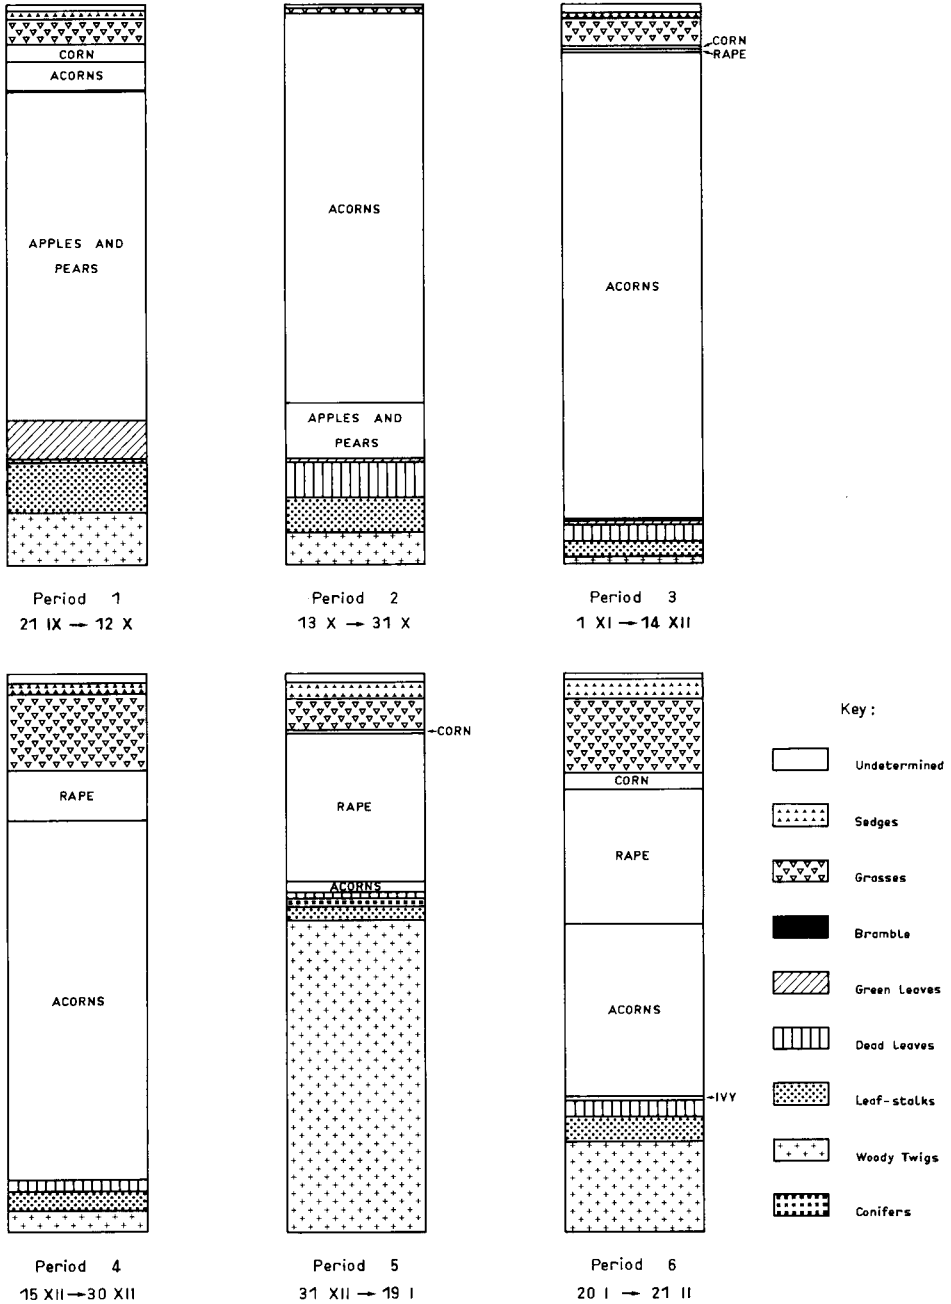 CORN
ACORNS
APPLES AND
PEARS
Period 1
21 IX → 12 X
ACORNS
APPLES AND
PEARS
Period 2
13 X → 31 X
CORN
RAPE
ACORNS
Period 3
1 XI → 14 XII
RAPE
ACORNS
Period 4
15 XII → 30 XII
CORN
RAPE
ACORNS
Period 5
31 XII → 19 I
CORN
RAPE
ACORNS
IVY
Period 6
20 I → 21 II
Key :
Undetermined
Sedges
Grasses
Bramble
Green Leaves
Dead Leaves
Leaf-stalks
Woody Twigs
Conifers